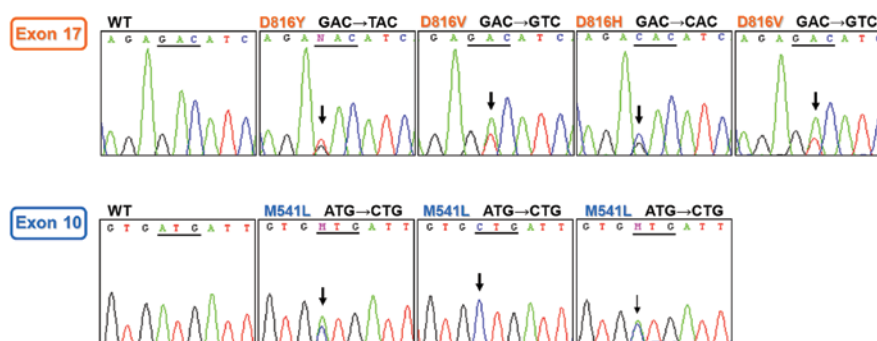 Exon 17
WT
D816Y GAC→TAC
D816V GAC→GTC
D816H GAC→CAC
D816V GAC→GTC
A G A G A C A T C
A G A N A C A T C
G A G A C A T C
A G A C A C A T C
A G A G A C A T C
Exon 10
WT
M541L ATG→CTG
M541L ATG→CTG
M541L ATG→CTG
G T G A T G A T T
G T G M T G A T T
G T G C T G A T T
G T G M T G A T T